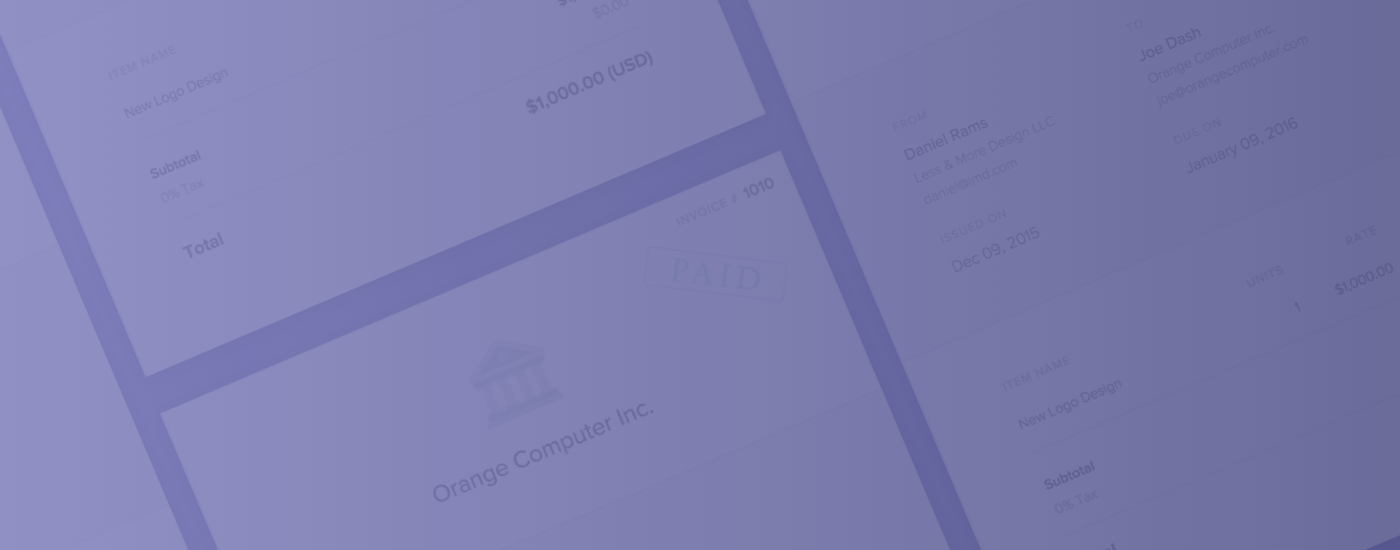 $0.00
ITEM NAME
New Logo Design
$1,000.00 (USD)
Subtotal
0% Tax
Total
INVOICE # 1010
PAID
Orange Computer Inc.
TO
Joe Dash
Orange Computer Inc.
joe@orangecomputer.com
FROM
Daniel Rams
Less & More Design LLC
daniel@lmd.com
DUE ON
January 09, 2016
ISSUED ON
Dec 09, 2015
UNITS
RATE
1
$1,000.00
ITEM NAME
New Logo Design
Subtotal
0% Tax